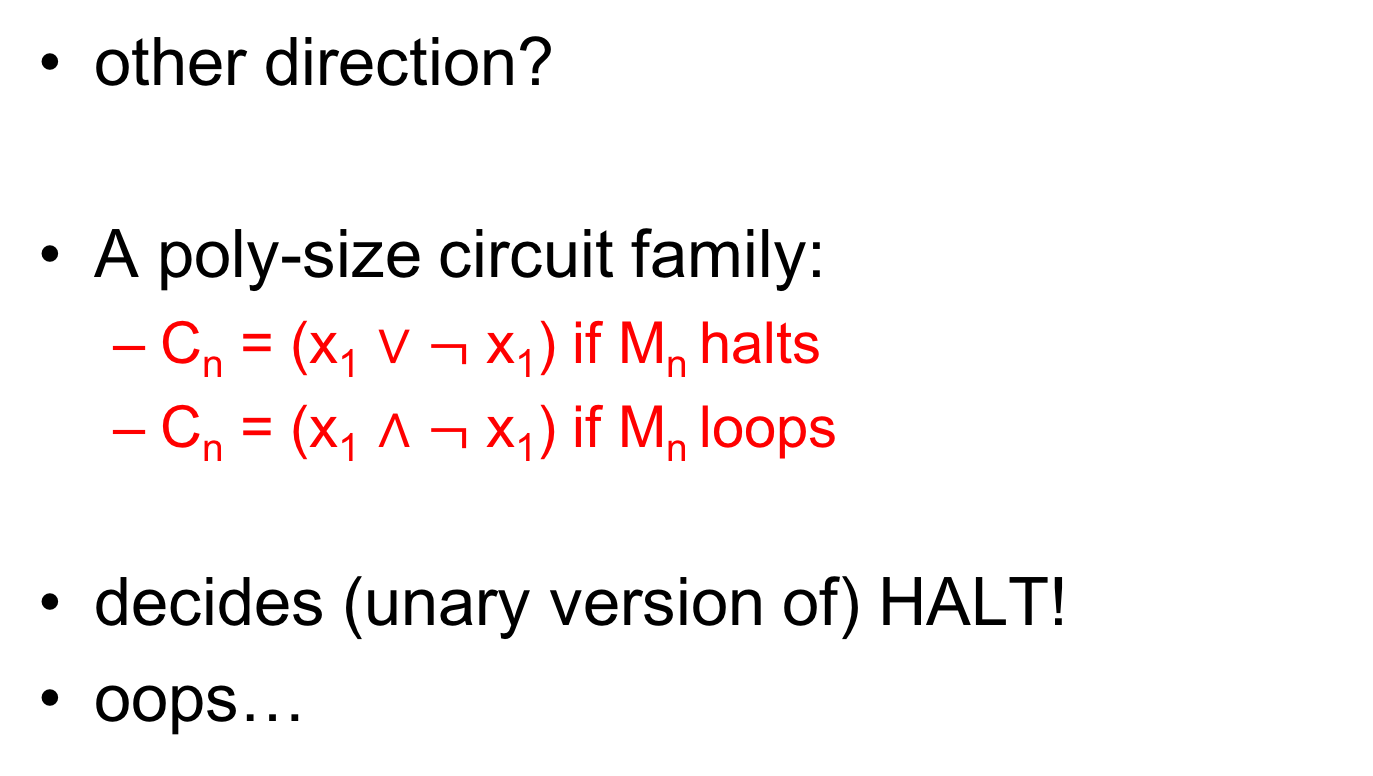 • other direction?
• A poly-size circuit family:
– Cₙ = (x₁ ∨ ¬ x₁) if Mₙ halts
– Cₙ = (x₁ ∧ ¬ x₁) if Mₙ loops
• decides (unary version of) HALT!
• oops…